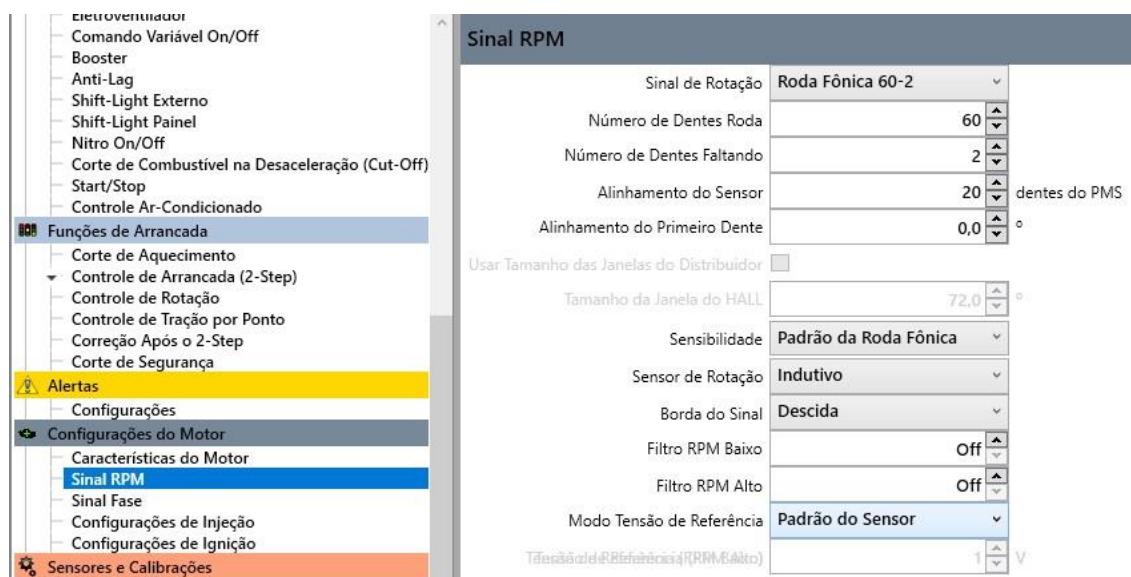 Eletroventilador
Comando Variável On/Off
Booster
Anti-Lag
Shift-Light Externo
Shift-Light Painel
Nitro On/Off
Corte de Combustível na Desaceleração (Cut-Off)
Start/Stop
Controle Ar-Condicionado
Funções de Arrancada
Corte de Aquecimento
Controle de Arrancada (2-Step)
Controle de Rotação
Controle de Tração por Ponto
Correção Após o 2-Step
Corte de Segurança
Alertas
Configurações
Configurações do Motor
Características do Motor
Sinal RPM
Sinal Fase
Configurações de Injeção
Configurações de Ignição
Sensores e Calibrações
Sinal RPM
Sinal de Rotação Roda Fônica 60-2
Número de Dentes Roda 60
Número de Dentes Faltando 2
Alinhamento do Sensor 20 dentes do PMS
Alinhamento do Primeiro Dente 0,0 °
Usar Tamanho das Janelas do Distribuidor
Tamanho da Janela do HALL 72,0 °
Sensibilidade Padrão da Roda Fônica
Sensor de Rotação Indutivo
Borda do Sinal Descida
Filtro RPM Baixo Off
Filtro RPM Alto Off
Modo Tensão de Referência Padrão do Sensor
1 V